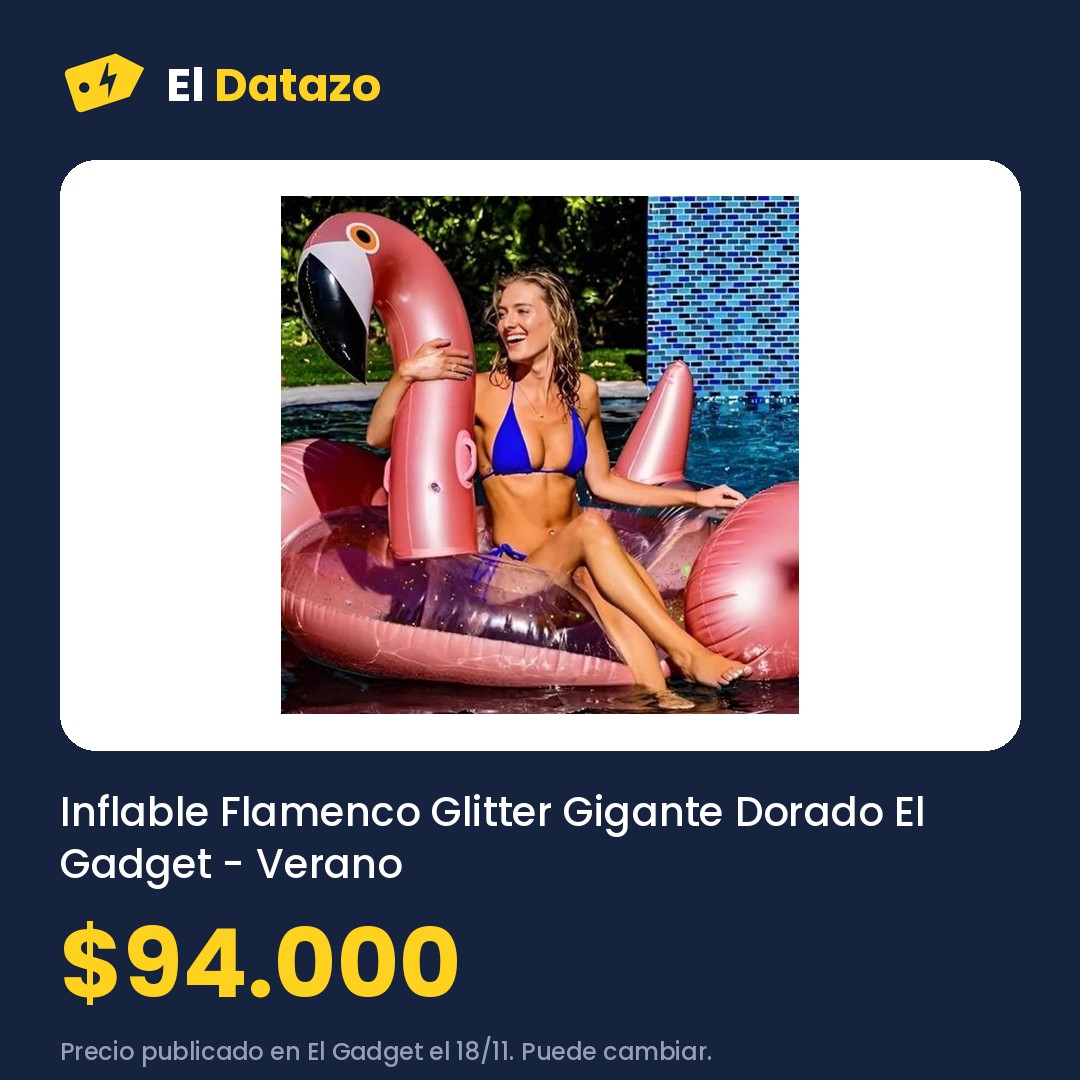 El Datazo
Inflable Flamenco Glitter Gigante Dorado El
Gadget - Verano
$94.000
Precio publicado en El Gadget el 18/11. Puede cambiar.